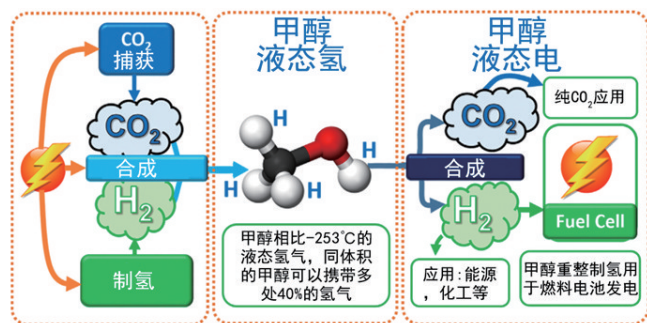 CO2
捕获
CO2
合成
H2
制氢
甲醇
液态氢
H
H
H
H
甲醇相比-253℃的
液态氢气，同体积
的甲醇可以携带多
处40%的氢气
甲醇
液态电
CO2
纯CO2应用
合成
H2
Fuel Cell
应用：能源
，化工等
甲醇重整制氢用
于燃料电池发电